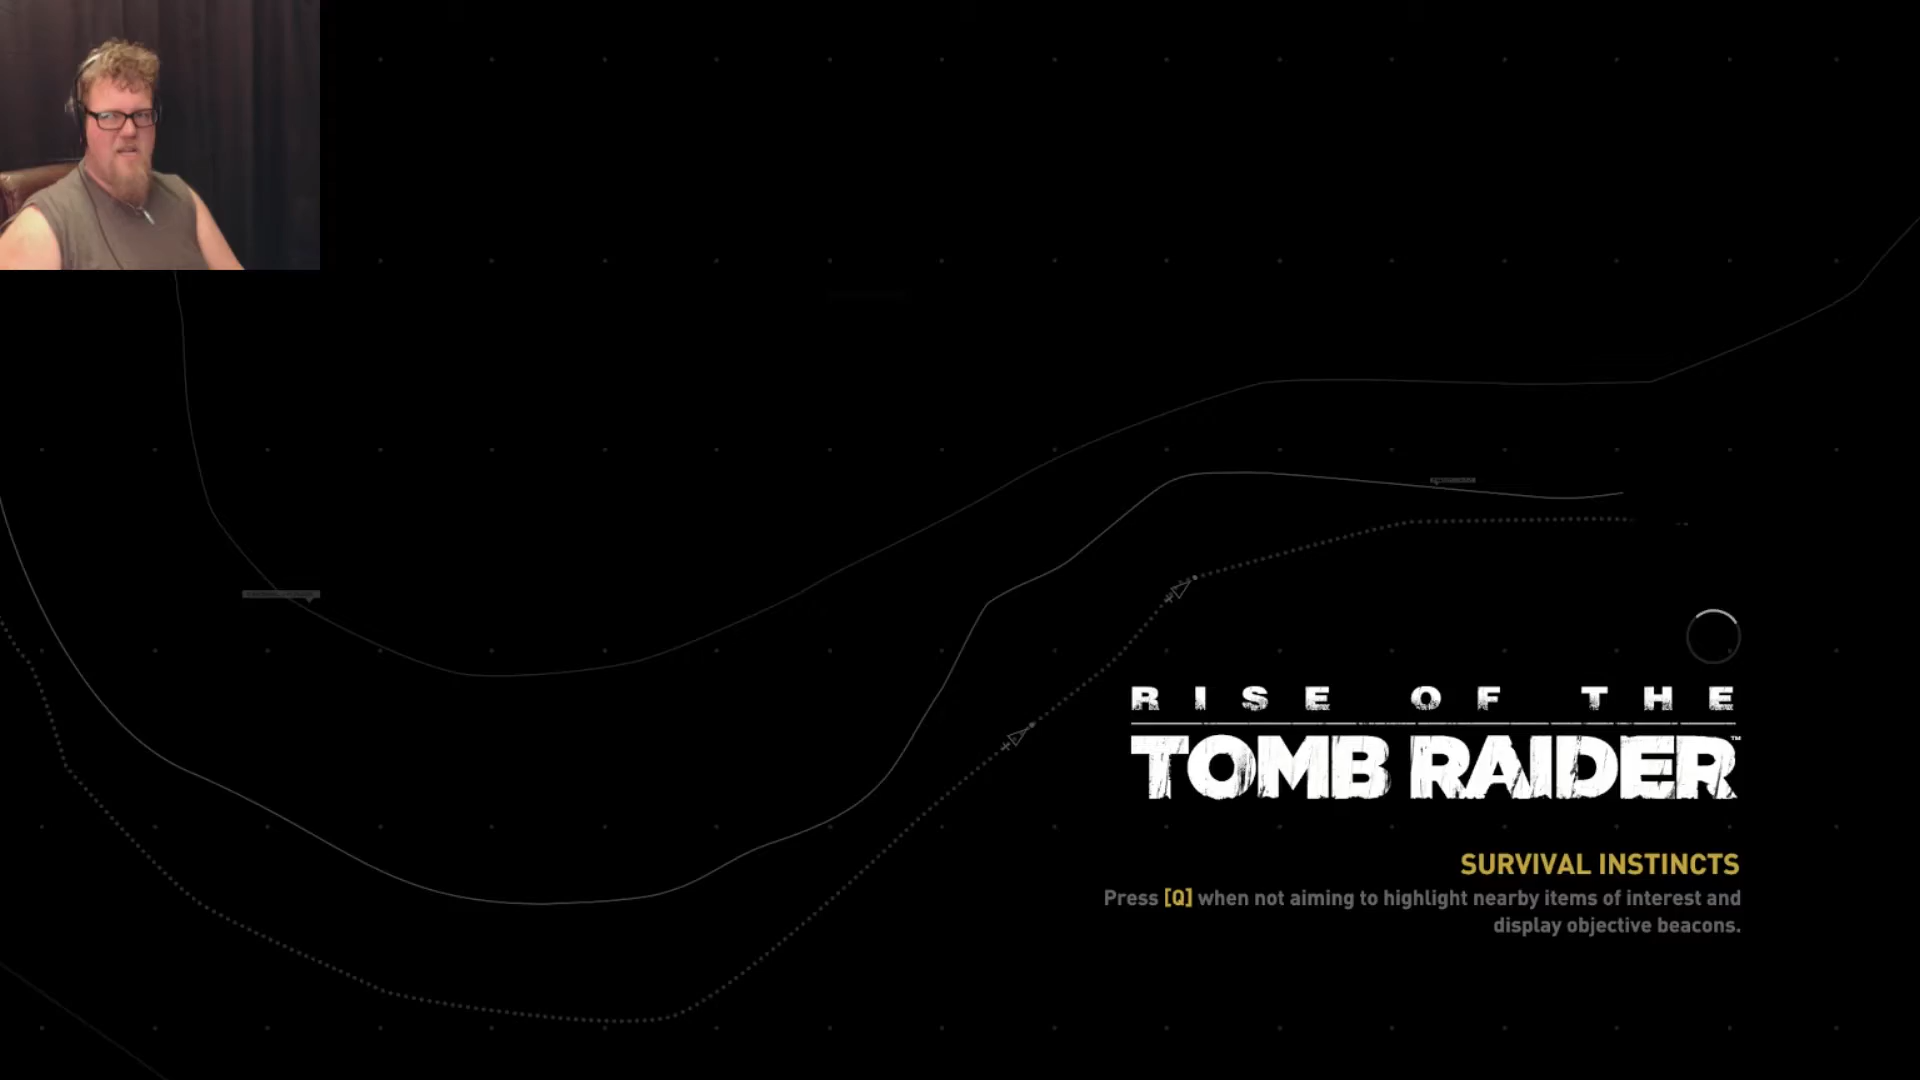 RISE OF THE
TOMB RAIDER™
SURVIVAL INSTINCTS
Press [Q] when not aiming to highlight nearby items of interest and
display objective beacons.